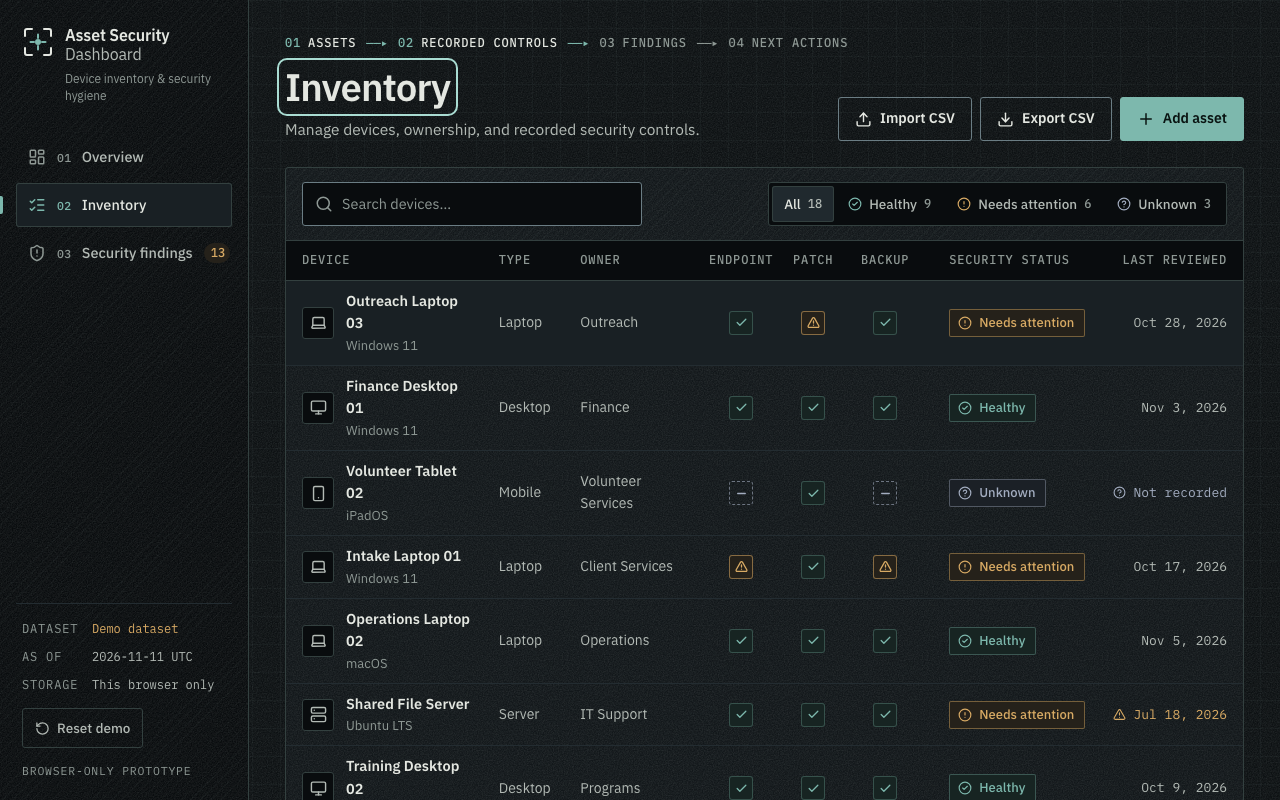 Asset Security
Dashboard
Device inventory & security
hygiene
01 Overview
02 Inventory
03 Security findings 13
DATASET Demo dataset
AS OF 2026-11-11 UTC
STORAGE This browser only
Reset demo
BROWSER-ONLY PROTOTYPE
01 ASSETS 02 RECORDED CONTROLS 03 FINDINGS 04 NEXT ACTIONS
Inventory
Manage devices, ownership, and recorded security controls.
Import CSV Export CSV Add asset
Search devices... All 18 Healthy 9 Needs attention 6 Unknown 3
DEVICE TYPE OWNER ENDPOINT PATCH BACKUP SECURITY STATUS LAST REVIEWED
Outreach Laptop
03
Windows 11
Laptop Outreach Needs attention Oct 28, 2026
Finance Desktop
01
Windows 11
Desktop Finance Healthy Nov 3, 2026
Volunteer Tablet
02
iPadOS
Mobile Volunteer
Services
Unknown Not recorded
Intake Laptop 01
Windows 11
Laptop Client Services Needs attention Oct 17, 2026
Operations Laptop
02
macOS
Laptop Operations Healthy Nov 5, 2026
Shared File Server
Ubuntu LTS
Server IT Support Needs attention Jul 18, 2026
Training Desktop
02
Desktop Programs Healthy Oct 9, 2026